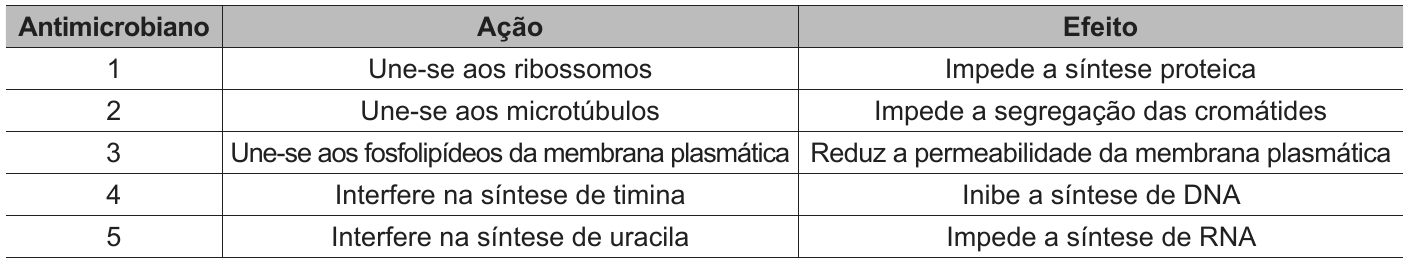 Antimicrobiano Ação Efeito
1 Une-se aos ribossomos Impede a síntese proteica
2 Une-se aos microtúbulos Impede a segregação das cromátides
3 Une-se aos fosfolipídeos da membrana plasmática Reduz a permeabilidade da membrana plasmática
4 Interfere na síntese de timina Inibe a síntese de DNA
5 Interfere na síntese de uracila Impede a síntese de RNA